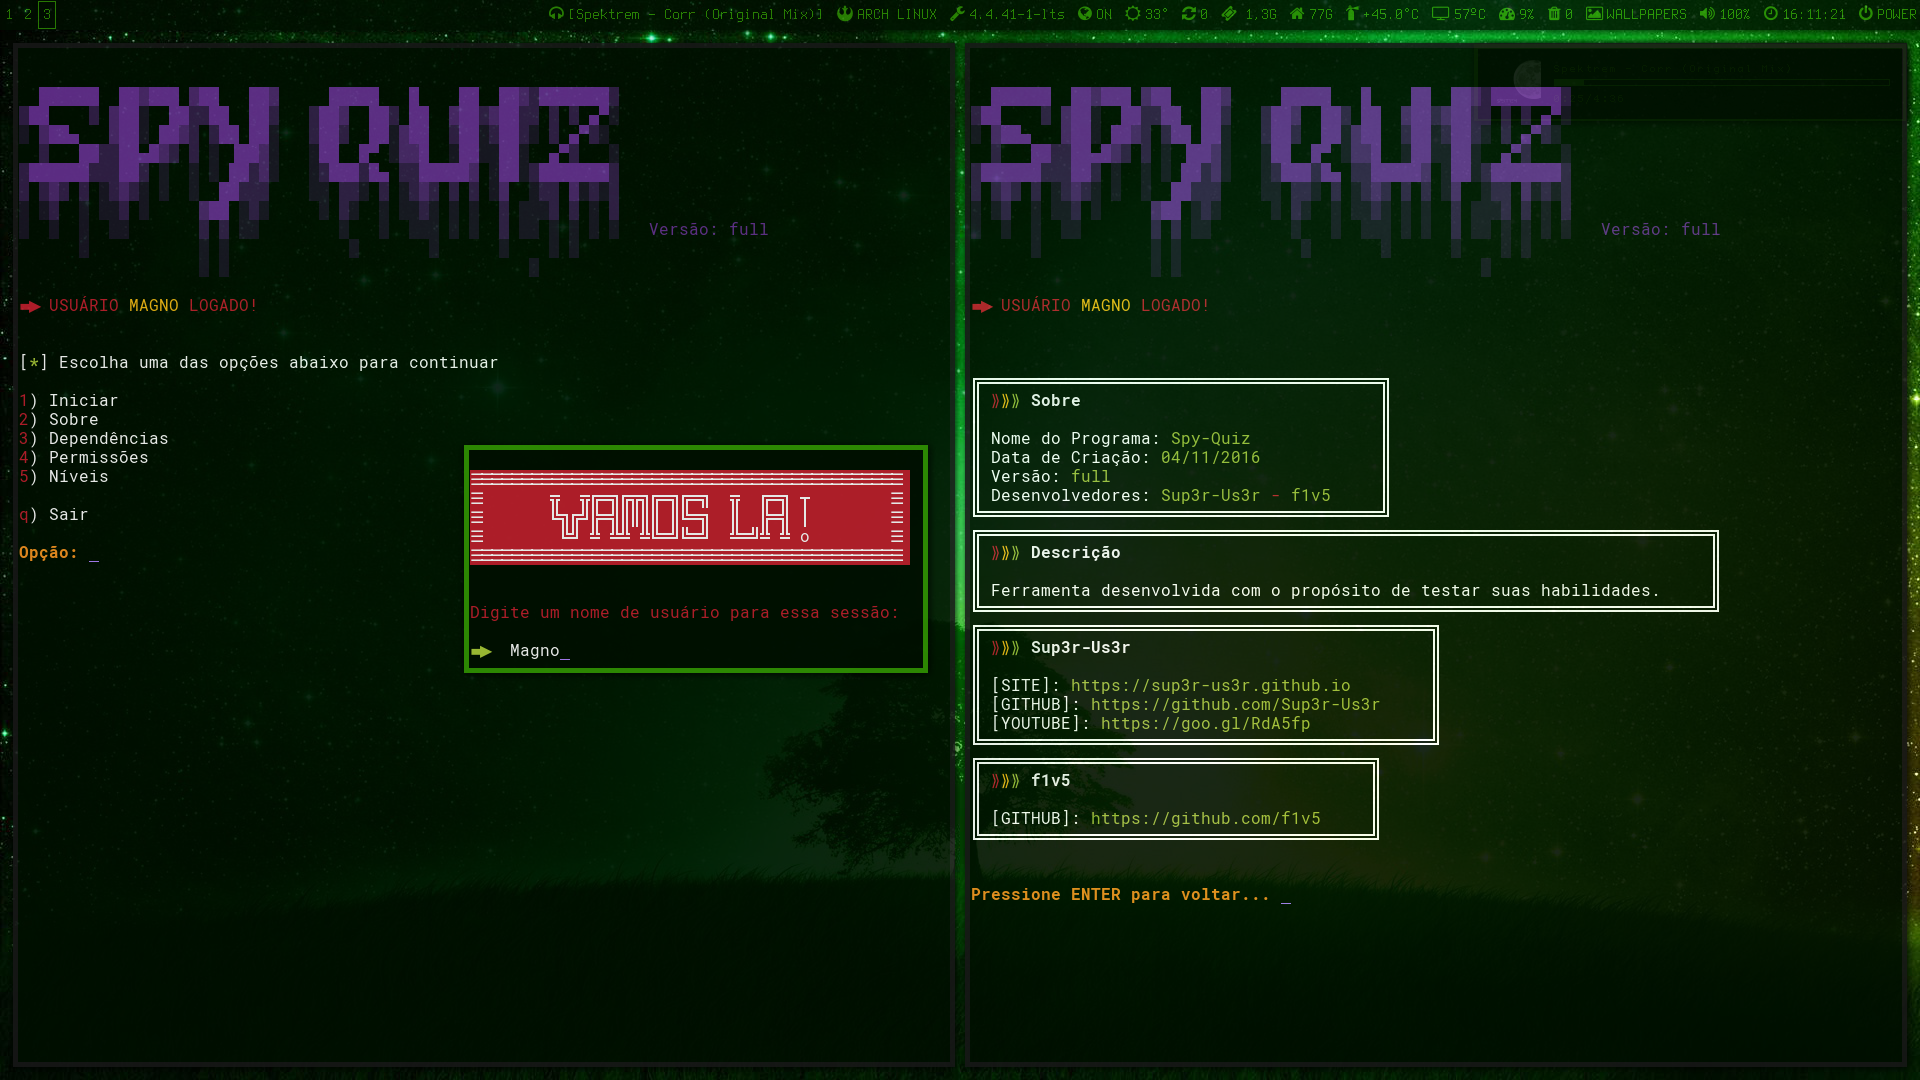 1 2 3 [Spektrem - Corr (Original Mix)] ARCH LINUX 4.4.41-1-lts ON 33° 0 1,3G 77G +45.0°C 57ºC 9% 0 WALLPAPERS 100% 16:11:21 POWER
SPY QUIZ
Versão: full
USUÁRIO MAGNO LOGADO!
[*] Escolha uma das opções abaixo para continuar
1) Iniciar
2) Sobre
3) Dependências
4) Permissões
5) Níveis
q) Sair
Opção: _
VAMOS LA!
Digite um nome de usuário para essa sessão:
Magno_
SPY QUIZ
Versão: full
USUÁRIO MAGNO LOGADO!
⟫⟫⟫ Sobre
Nome do Programa: Spy-Quiz
Data de Criação: 04/11/2016
Versão: full
Desenvolvedores: Sup3r-Us3r - f1v5
⟫⟫⟫ Descrição
Ferramenta desenvolvida com o propósito de testar suas habilidades.
⟫⟫⟫ Sup3r-Us3r
[SITE]: https://sup3r-us3r.github.io
[GITHUB]: https://github.com/Sup3r-Us3r
[YOUTUBE]: https://goo.gl/RdA5fp
⟫⟫⟫ f1v5
[GITHUB]: https://github.com/f1v5
Pressione ENTER para voltar... _